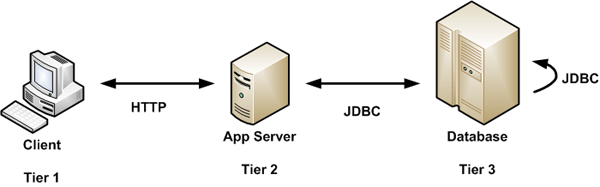 HTTP
JDBC
JDBC
Client
App Server
Database
Tier 1
Tier 2
Tier 3